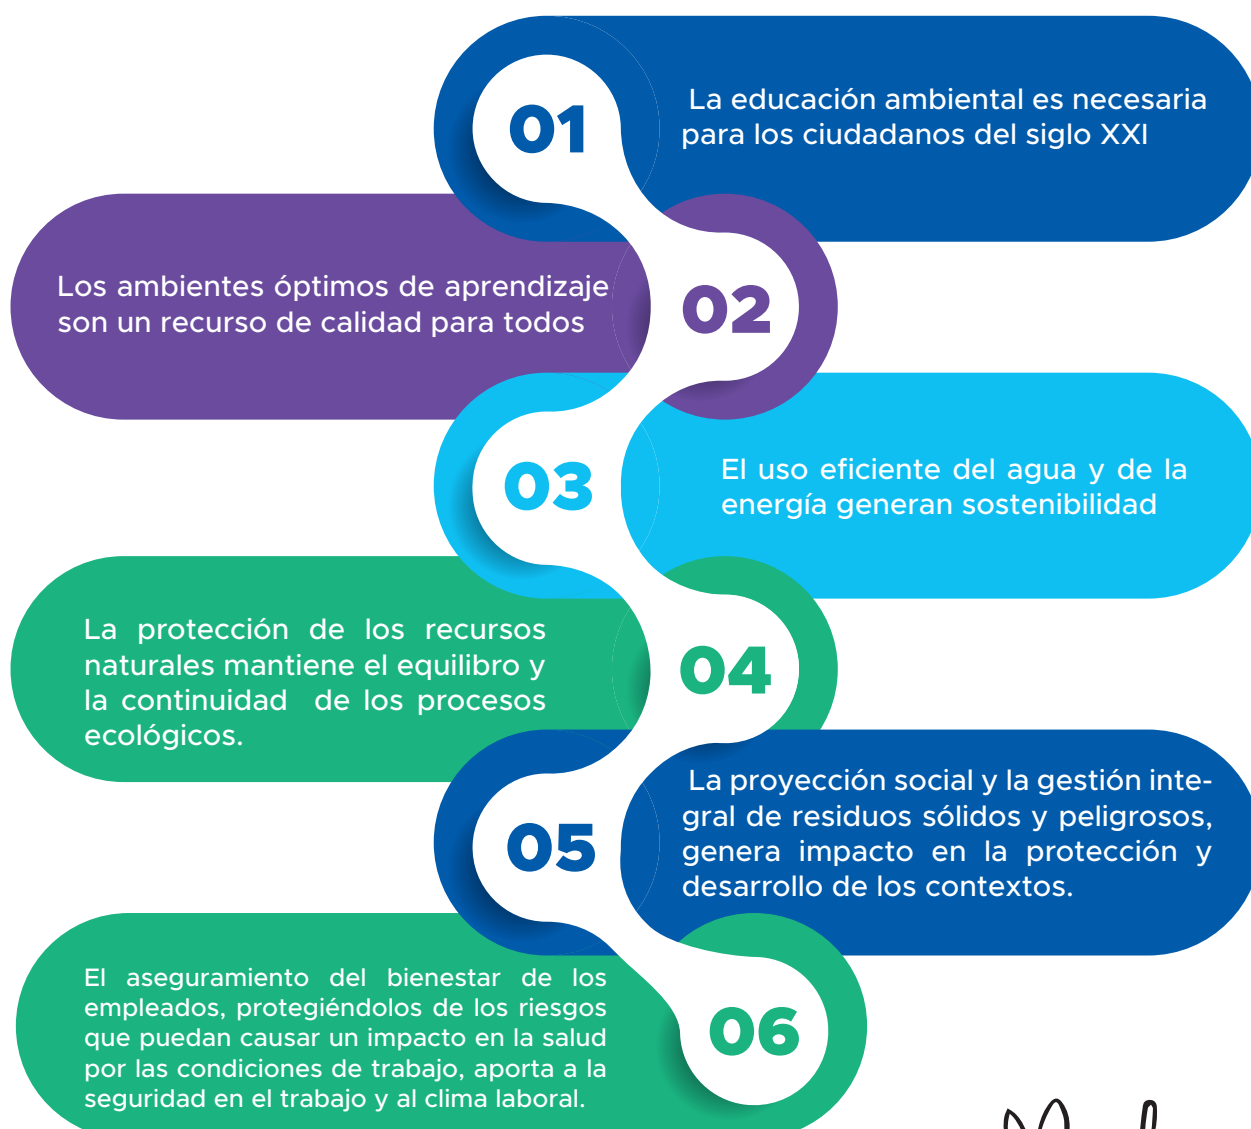 01
La educación ambiental es necesaria
para los ciudadanos del siglo XXI
Los ambientes óptimos de aprendizaje
son un recurso de calidad para todos
02
03
El uso eficiente del agua y de la
energía generan sostenibilidad
La protección de los recursos
naturales mantiene el equilibro y
la continuidad de los procesos
ecológicos.
04
05
La proyección social y la gestión inte-
gral de residuos sólidos y peligrosos,
genera impacto en la protección y
desarrollo de los contextos.
El aseguramiento del bienestar de los
empleados, protegiéndolos de los riesgos
que puedan causar un impacto en la salud
por las condiciones de trabajo, aporta a la
seguridad en el trabajo y al clima laboral.
06